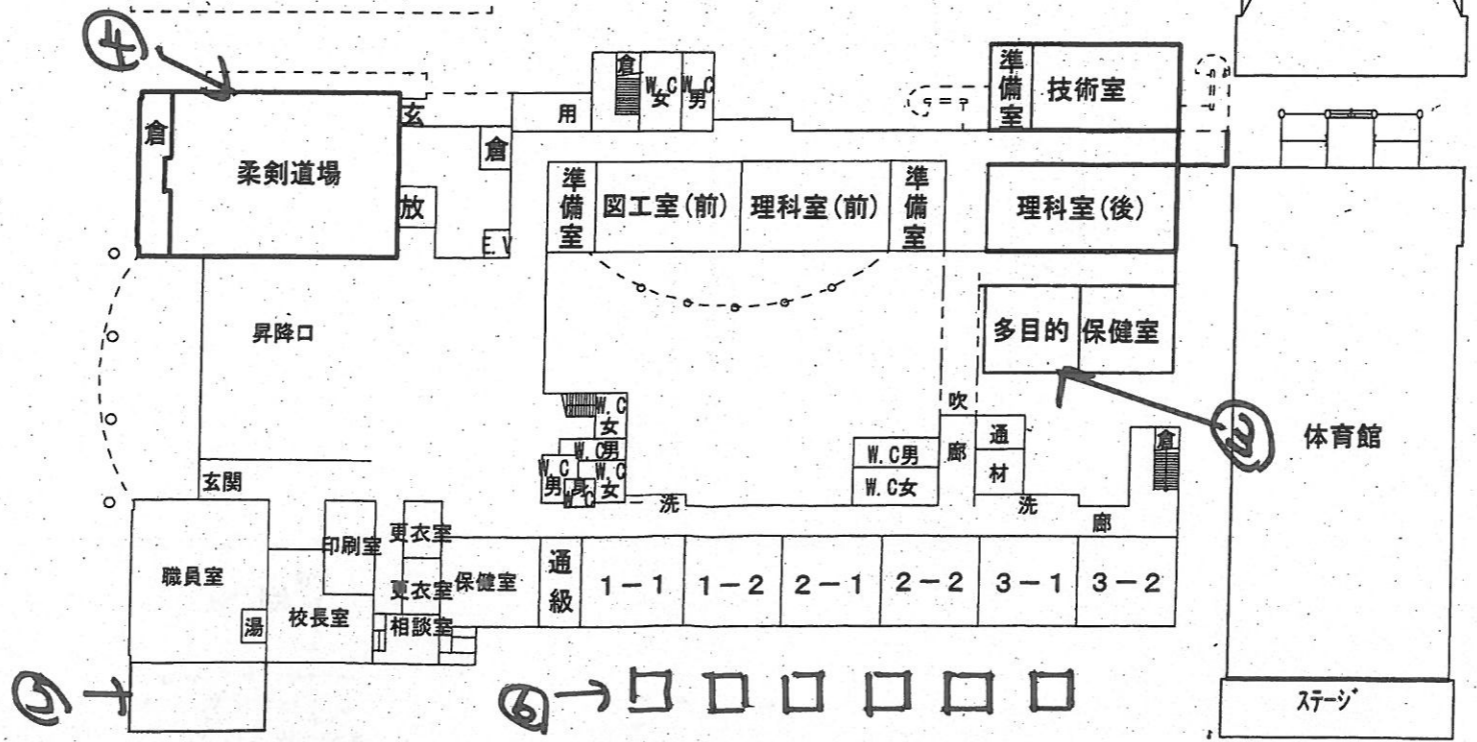 ④
倉
柔剣道場
玄
放
倉
E.V
用
倉
W.C
女
W.C
男
準備室
技術室
準備室
図工室(前)
理科室(前)
準備室
理科室(後)
多目的
保健室
③
昇降口
玄関
W.C
女
W.C男
W.C
男
身
W.C
W.C
女
洗
W.C男
W.C女
吹
廊
通
材
倉
洗
廊
体育館
職員室
湯
印刷室
校長室
更衣室
更衣室
相談室
保健室
通級
1-1
1-2
2-1
2-2
3-1
3-2
⑤
⑥
ステージ